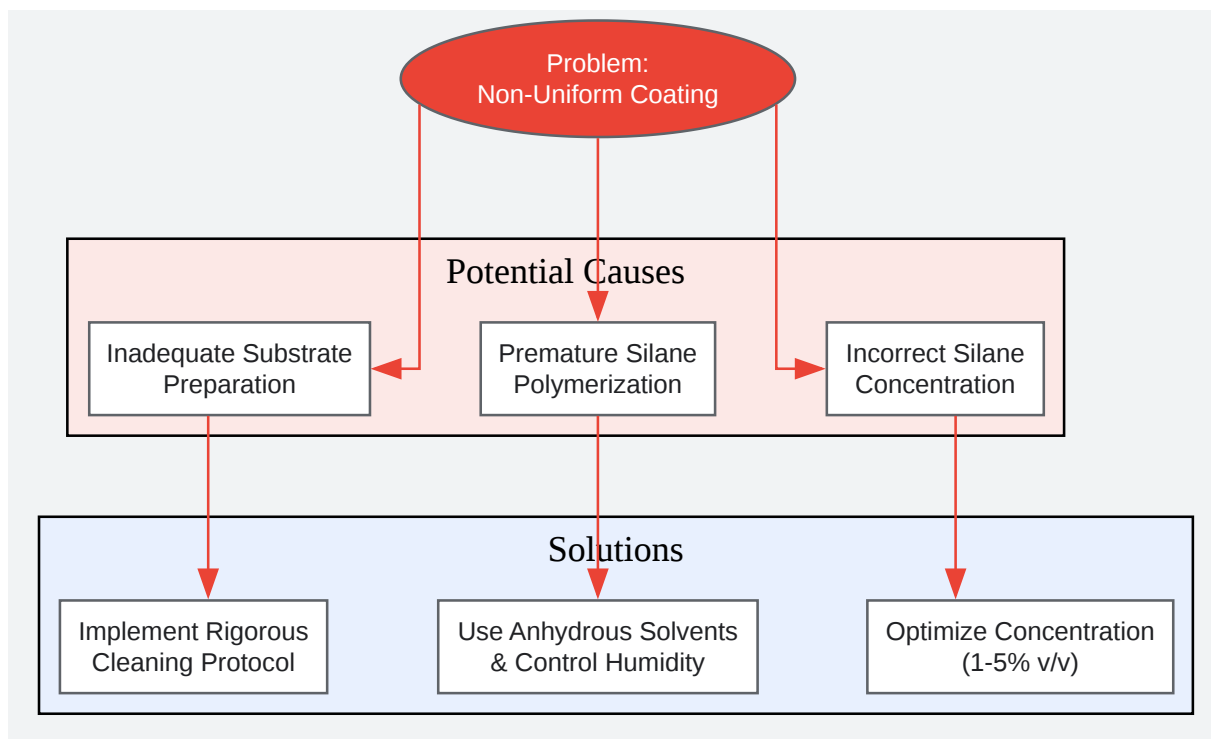 Problem:
Non-Uniform Coating
Potential Causes
Inadequate Substrate
Preparation
Premature Silane
Polymerization
Incorrect Silane
Concentration
Solutions
Implement Rigorous
Cleaning Protocol
Use Anhydrous Solvents
& Control Humidity
Optimize Concentration
(1-5% v/v)